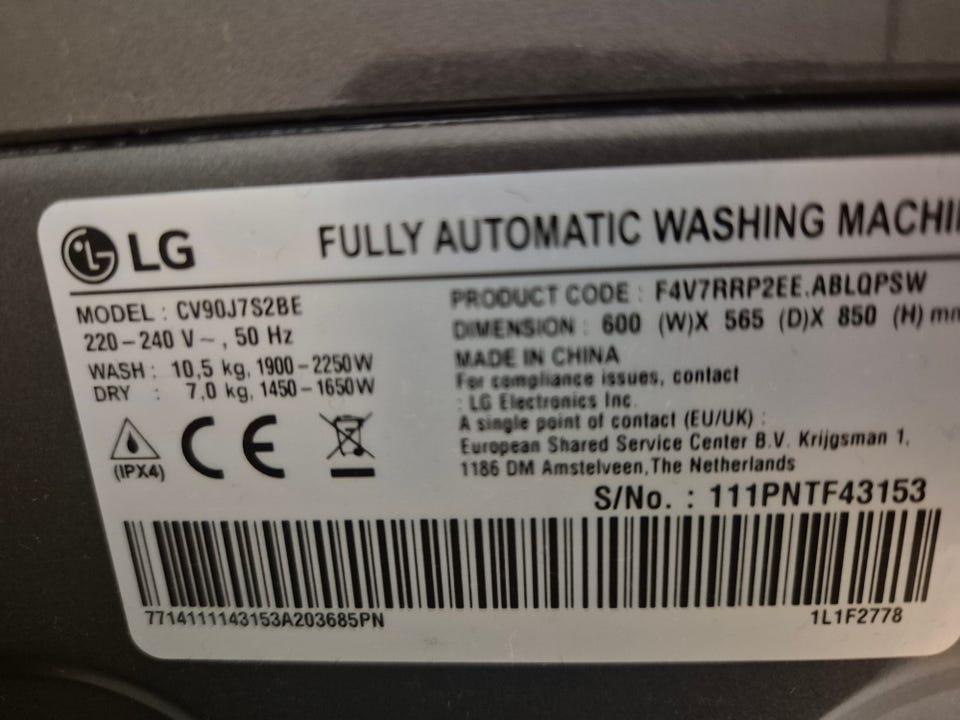 LG FULLY AUTOMATIC WASHING MACHI
MODEL : CV90J7S2BE
220-240 V~, 50 Hz
WASH : 10,5 kg, 1900-2250W
DRY : 7,0 kg, 1450-1650W
(IPX4)
CE
PRODUCT CODE : F4V7RRP2EE.ABLQPSW
DIMENSION : 600 (W)X 565 (D)X 850 (H) mm
MADE IN CHINA
For compliance issues, contact
: LG Electronics Inc.
A single point of contact (EU/UK) :
European Shared Service Center B.V. Krijgsman 1,
1186 DM Amstelveen, The Netherlands
S/No. : 111PNTF43153
7714111143153A203685PN
1L1F2778